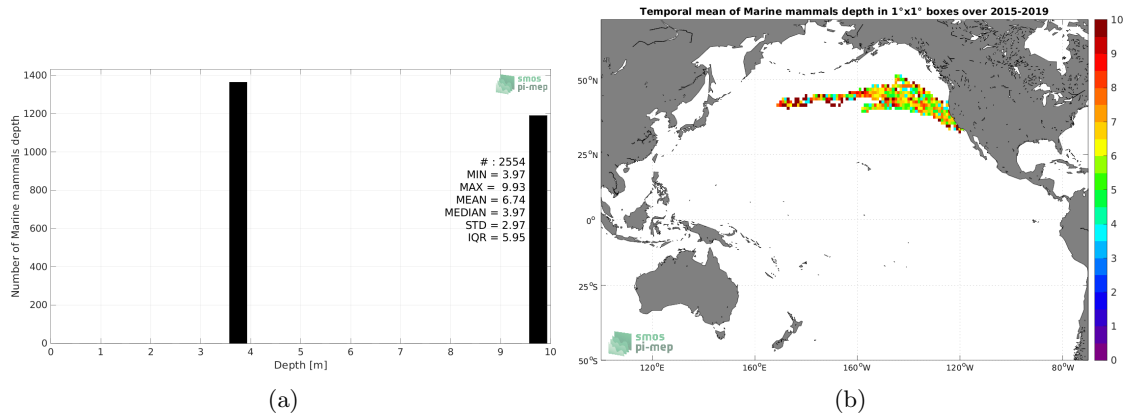 1400
1200
1000
800
600
400
200
0
Number of Marine mammals depth
smos
pi-mep
# : 2554
MIN = 3.97
MAX = 9.93
MEAN = 6.74
MEDIAN = 3.97
STD = 2.97
IQR = 5.95
0 1 2 3 4 5 6 7 8 9 10
Depth [m]
(a)
Temporal mean of Marine mammals depth in 1°x1° boxes over 2015-2019
50°N
25°N
0°
25°S
50°S
smos
pi-mep
120°E 160°E 160°W 120°W 80°W
10
9
8
7
6
5
4
3
2
1
0
(b)